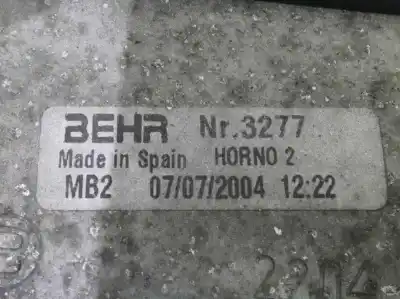 BEHR Nr.3277
Made in Spain HORNO 2
MB2 07/07/2004 12:22